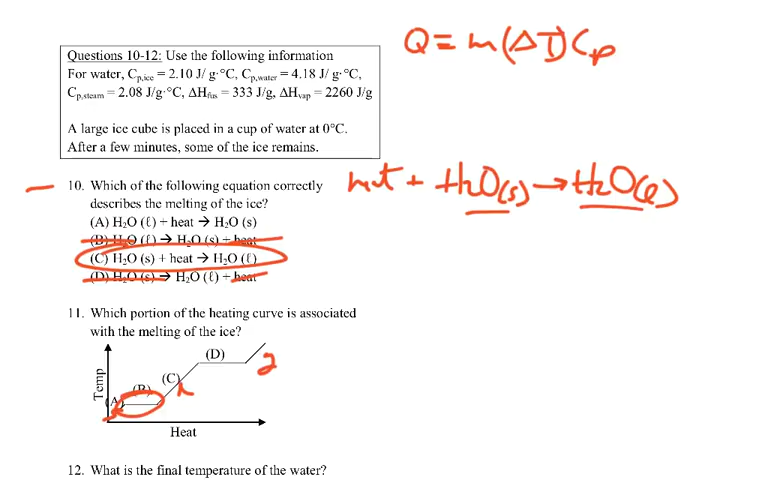 Q = m(ΔT)Cp
Questions 10-12: Use the following information
For water, Cp,ice = 2.10 J/ g·°C, Cp,water = 4.18 J/ g·°C,
Cp,steam = 2.08 J/g·°C, ΔHfus = 333 J/g, ΔHvap = 2260 J/g
A large ice cube is placed in a cup of water at 0°C.
After a few minutes, some of the ice remains.
10. Which of the following equation correctly
describes the melting of the ice?
+ H2O(s) → H2O(ℓ)
(A) H2O (ℓ) + heat → H2O (s)
(B) H2O (ℓ) → H2O (s) + heat
(C) H2O (s) + heat → H2O (ℓ)
(D) H2O (s) → H2O (ℓ) + heat
11. Which portion of the heating curve is associated
with the melting of the ice?
(D)
(C)
(B)
(A)
Temp
Heat
12. What is the final temperature of the water?